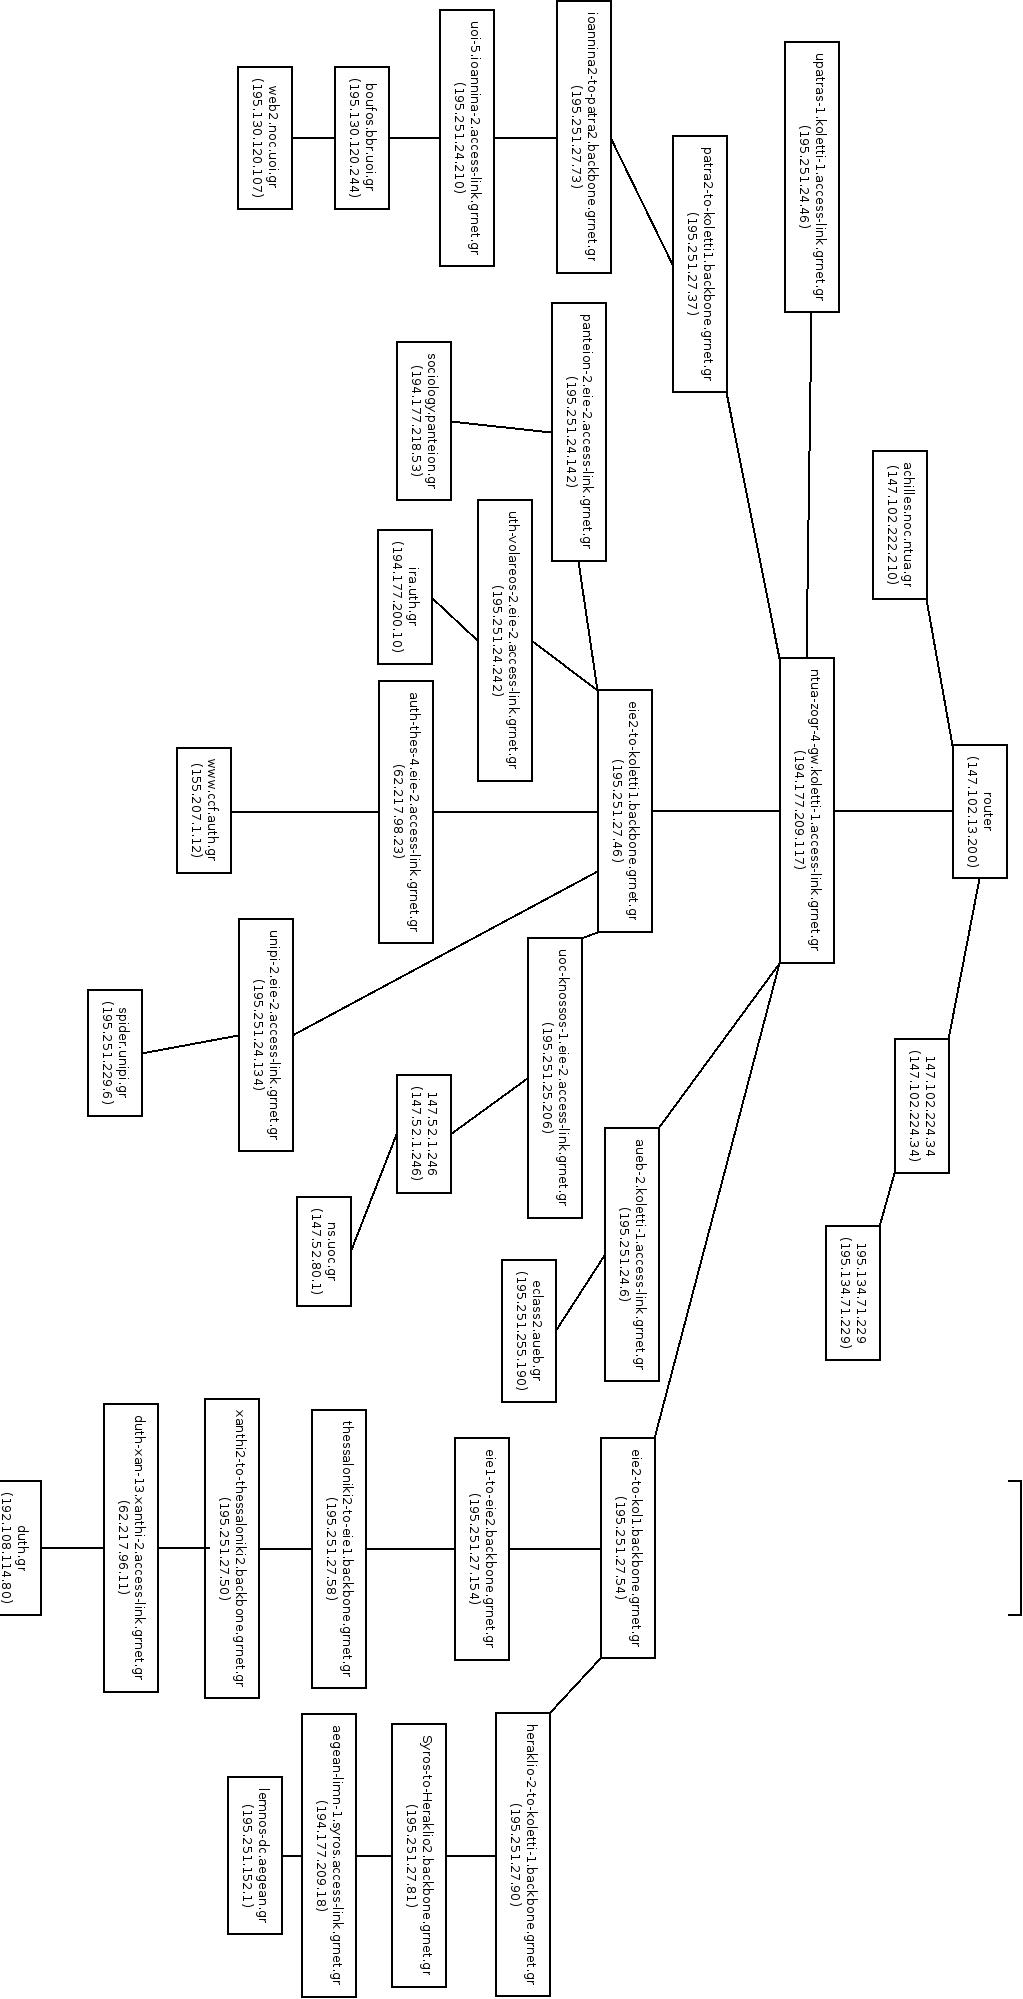 router
(147.102.13.200)
achilles.noc.ntua.gr
(147.102.222.210)
147.102.224.34
(147.102.224.34)
195.134.71.229
(195.134.71.229)
upatras-1.koletti-1.access-link.grnet.gr
(195.251.24.46)
ntua-zogr-4-gw.koletti-1.access-link.grnet.gr
(194.177.209.117)
patra2-to-koletti1.backbone.grnet.gr
(195.251.27.37)
eie2-to-koletti1.backbone.grnet.gr
(195.251.27.46)
aueb-2.koletti-1.access-link.grnet.gr
(195.251.24.6)
eie2-to-kol1.backbone.grnet.gr
(195.251.27.54)
ioannina2-to-patra2.backbone.grnet.gr
(195.251.27.73)
panteion-2.eie-2.access-link.grnet.gr
(195.251.24.142)
uoc-knossos-1.eie-2.access-link.grnet.gr
(195.251.25.206)
eclass2.aueb.gr
(195.251.255.190)
heraklio-2-to-koletti-1.backbone.grnet.gr
(195.251.27.90)
uoi-5.ioannina-2.access-link.grnet.gr
(195.251.24.210)
uth-volareos-2.eie-2.access-link.grnet.gr
(195.251.24.242)
eie1-to-eie2.backbone.grnet.gr
(195.251.27.154)
sociology.panteion.gr
(194.177.218.53)
ira.uth.gr
(194.177.200.10)
auth-thes-4.eie-2.access-link.grnet.gr
(62.217.98.23)
147.52.1.246
(147.52.1.246)
Syros-to-Heraklio2.backbone.grnet.gr
(195.251.27.81)
boufos.bbr.uoi.gr
(195.130.120.244)
ns.uoc.gr
(147.52.80.1)
thessaloniki2-to-eie1.backbone.grnet.gr
(195.251.27.58)
aegean-limn-1.syros.access-link.grnet.gr
(194.177.209.18)
web2.noc.uoi.gr
(195.130.120.107)
unipi-2.eie-2.access-link.grnet.gr
(195.251.24.134)
xanthi2-to-thessaloniki2.backbone.grnet.gr
(195.251.27.50)
lemnos-dc.aegean.gr
(195.251.152.1)
www.ccf.auth.gr
(155.207.1.12)
spider.unipi.gr
(195.251.229.6)
duth-xan-13.xanthi-2.access-link.grnet.gr
(62.217.96.11)
duth.gr
(192.108.114.80)